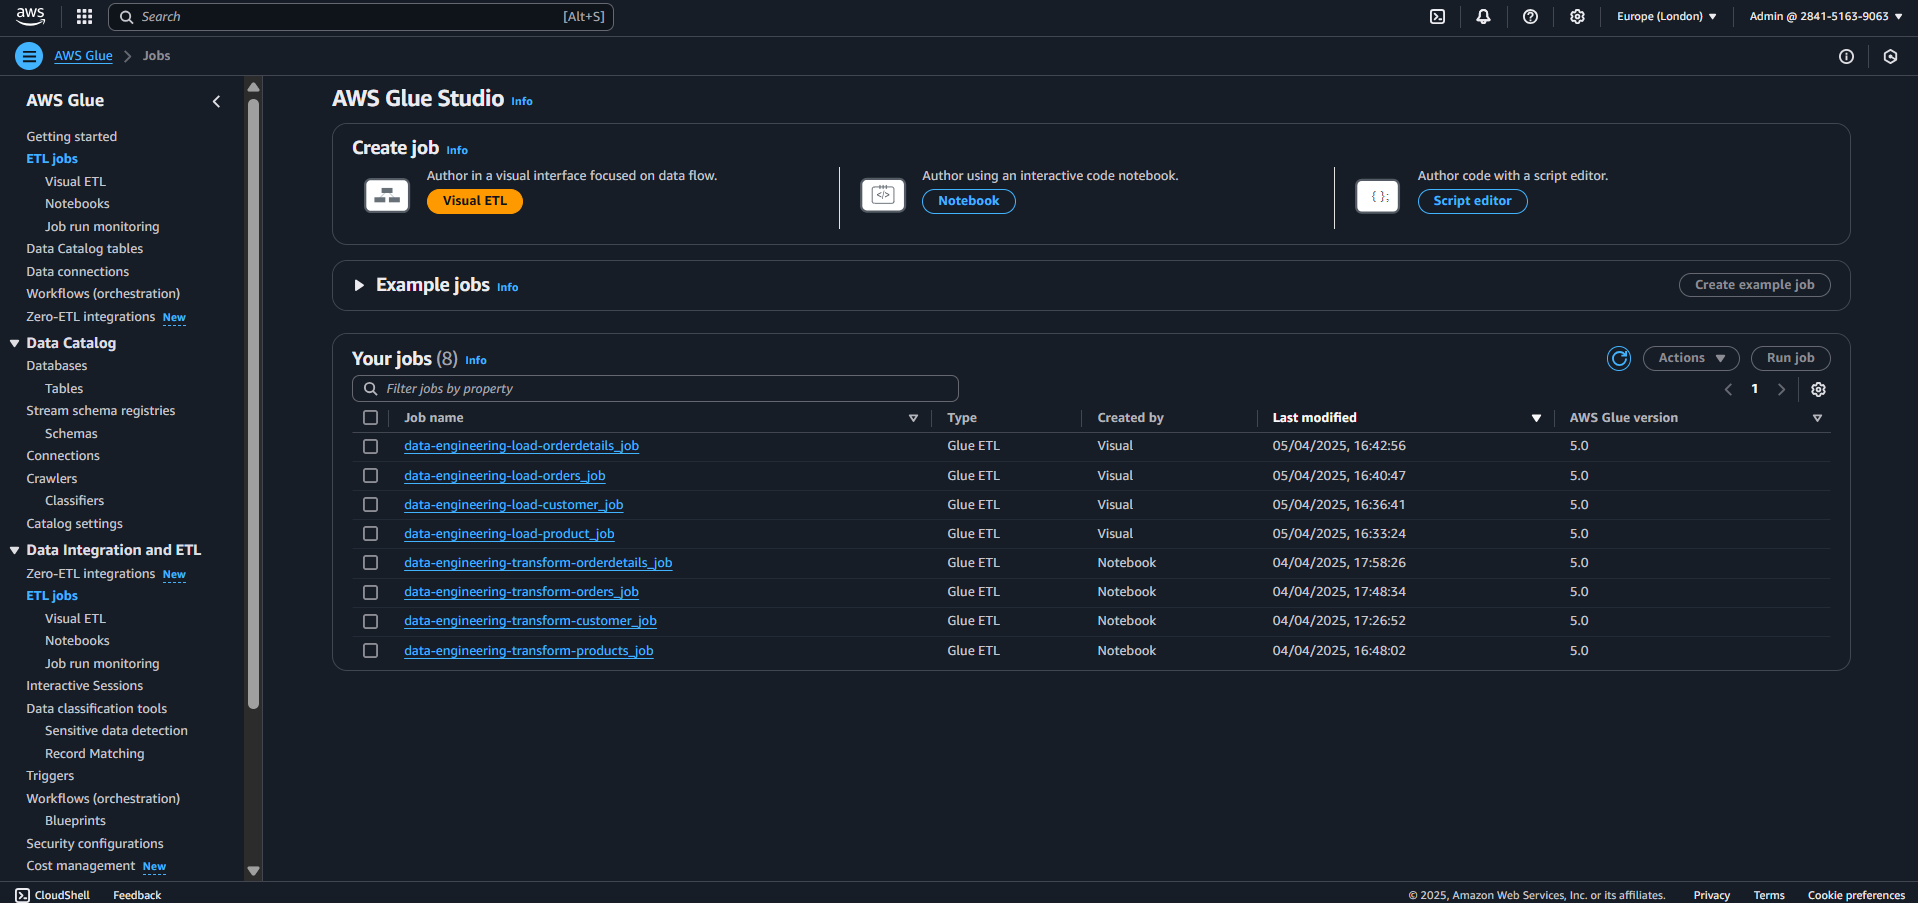 aws
Search [Alt+S]
Europe (London)
Admin @ 2841-5163-9063
AWS Glue
Jobs
AWS Glue
Getting started
ETL jobs
Visual ETL
Notebooks
Job run monitoring
Data Catalog tables
Data connections
Workflows (orchestration)
Zero-ETL integrations New
Data Catalog
Databases
Tables
Stream schema registries
Schemas
Connections
Crawlers
Classifiers
Catalog settings
Data Integration and ETL
Zero-ETL integrations New
ETL jobs
Visual ETL
Notebooks
Job run monitoring
Interactive Sessions
Data classification tools
Sensitive data detection
Record Matching
Triggers
Workflows (orchestration)
Blueprints
Security configurations
Cost management New
AWS Glue Studio Info
Create job Info
Author in a visual interface focused on data flow.
Visual ETL
Author using an interactive code notebook.
</>
Notebook
Author code with a script editor.
{ };
Script editor
Example jobs Info
Create example job
Your jobs (8) Info
Actions
Run job
Filter jobs by property
1
Job name Type Created by Last modified AWS Glue version
data-engineering-load-orderdetails_job Glue ETL Visual 05/04/2025, 16:42:56 5.0
data-engineering-load-orders_job Glue ETL Visual 05/04/2025, 16:40:47 5.0
data-engineering-load-customer_job Glue ETL Visual 05/04/2025, 16:36:41 5.0
data-engineering-load-product_job Glue ETL Visual 05/04/2025, 16:33:24 5.0
data-engineering-transform-orderdetails_job Glue ETL Notebook 04/04/2025, 17:58:26 5.0
data-engineering-transform-orders_job Glue ETL Notebook 04/04/2025, 17:48:34 5.0
data-engineering-transform-customer_job Glue ETL Notebook 04/04/2025, 17:26:52 5.0
data-engineering-transform-products_job Glue ETL Notebook 04/04/2025, 16:48:02 5.0
CloudShell Feedback
© 2025, Amazon Web Services, Inc. or its affiliates. Privacy Terms Cookie preferences